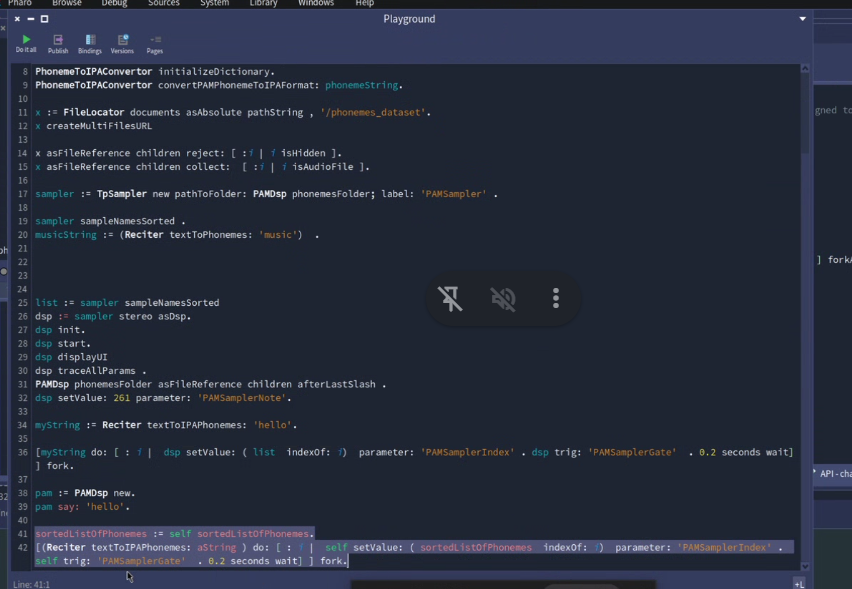 Pharo Browse Debug Sources System Library Windows Help
Playground
Do it all Publish Bindings Versions Pages
8 PhonemeToIPAConvertor initializeDictionary.
9 PhonemeToIPAConvertor convertPAMPhonemeToIPAFormat: phonemeString.
10
11 x := FileLocator documents asAbsolute pathString , '/phonemes_dataset'.
12 x createMultiFilesURL
13
14 x asFileReference children reject: [ :i | i isHidden ].
15 x asFileReference children collect: [ :i | i isAudioFile ].
16
17 sampler := TpSampler new pathToFolder: PAMDsp phonemesFolder; label: 'PAMSampler' .
18
19 sampler sampleNamesSorted .
20 musicString := (Reciter textToPhonemes: 'music') .
21
22
23
24
25 list := sampler sampleNamesSorted
26 dsp := sampler stereo asDsp.
27 dsp init.
28 dsp start.
29 dsp displayUI
30 dsp traceAllParams .
31 PAMDsp phonemesFolder asFileReference children afterLastSlash .
32 dsp setValue: 261 parameter: 'PAMSamplerNote'.
33
34 myString := Reciter textToIPAPhonemes: 'hello'.
35
36 [myString do: [ : i | dsp setValue: ( list indexOf: i) parameter: 'PAMSamplerIndex' . dsp trig: 'PAMSamplerGate' . 0.2 seconds wait]
] fork.
37
38 pam := PAMDsp new.
39 pam say: 'hello'.
40
41 sortedListOfPhonemes := self sortedListOfPhonemes.
42 [(Reciter textToIPAPhonemes: aString ) do: [ : i | self setValue: ( sortedListOfPhonemes indexOf: i) parameter: 'PAMSamplerIndex' .
self trig: 'PAMSamplerGate' . 0.2 seconds wait] ] fork.
Line: 41:1
+L
gned to
] fork
API-cha